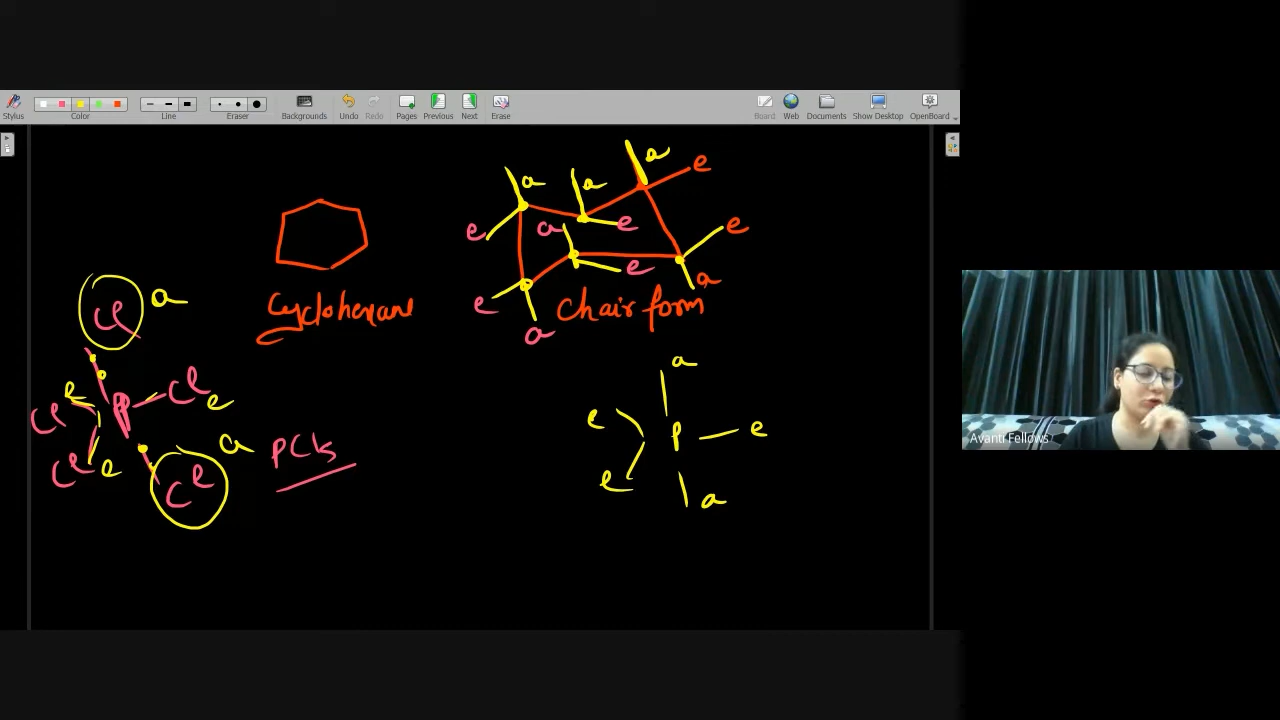 Stylus
Color
Line
Eraser
Backgrounds
Undo
Redo
Pages
Previous
Next
Erase
Board
Web
Documents
Show Desktop
OpenBoard
a
a
a
e
e
a
e
e
e
e
a
a
Cyclohexane
Chair form
Cl
a
a
e
P
Cl
e
Cl
e
P
e
Cl
e
a
PCl5
e
Cl
a
Avanti Fellows